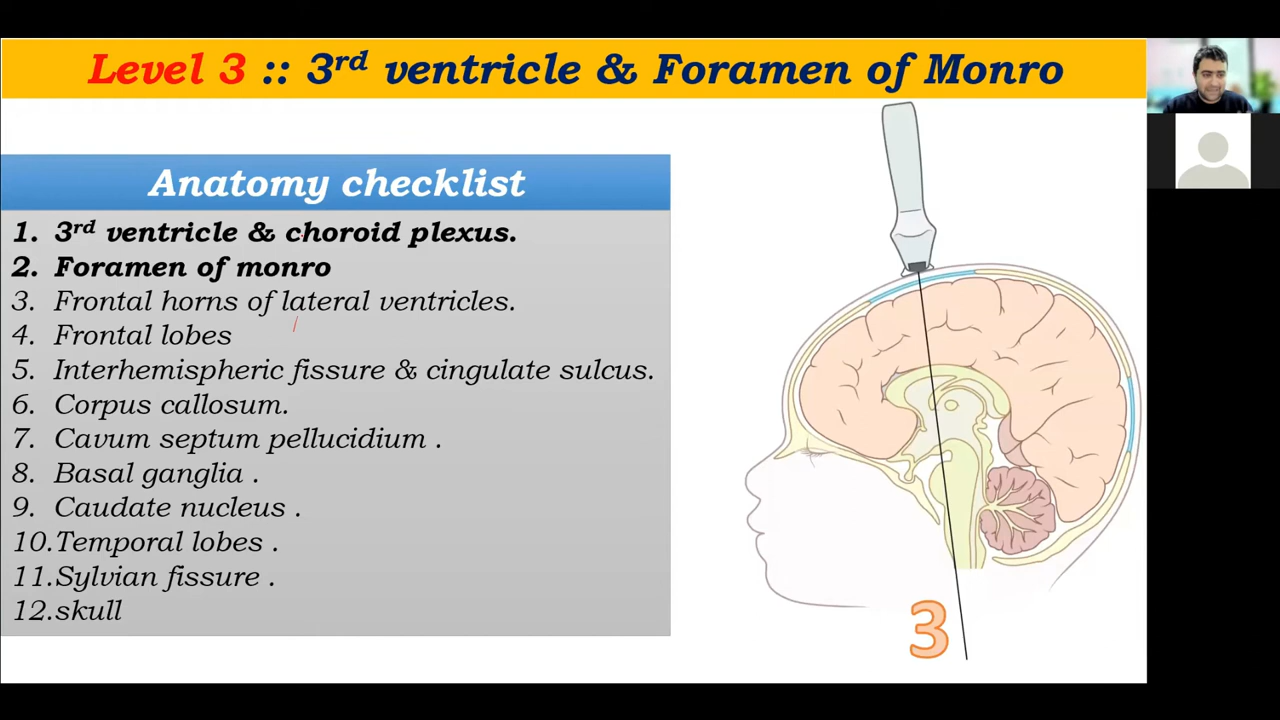 Level 3 :: 3rd ventricle & Foramen of Monro
Anatomy checklist
1. 3rd ventricle & choroid plexus.
2. Foramen of monro
3. Frontal horns of lateral ventricles.
4. Frontal lobes
5. Interhemispheric fissure & cingulate sulcus.
6. Corpus callosum.
7. Cavum septum pellucidium .
8. Basal ganglia .
9. Caudate nucleus .
10.Temporal lobes .
11.Sylvian fissure .
12.skull
3